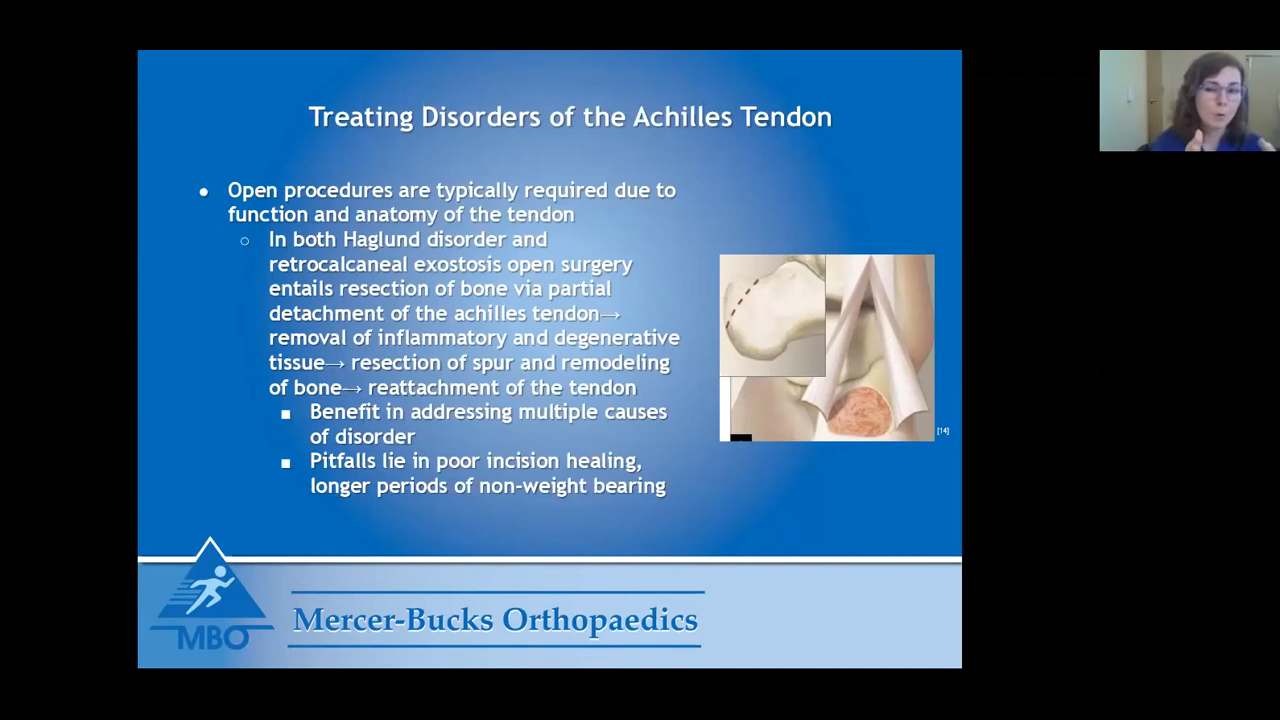 Treating Disorders of the Achilles Tendon
● Open procedures are typically required due to
function and anatomy of the tendon
○ In both Haglund disorder and
retrocalcaneal exostosis open surgery
entails resection of bone via partial
detachment of the achilles tendon→
removal of inflammatory and degenerative
tissue→ resection of spur and remodeling
of bone→ reattachment of the tendon
■ Benefit in addressing multiple causes
of disorder
■ Pitfalls lie in poor incision healing,
longer periods of non-weight bearing
[14]
MBO
Mercer-Bucks Orthopaedics